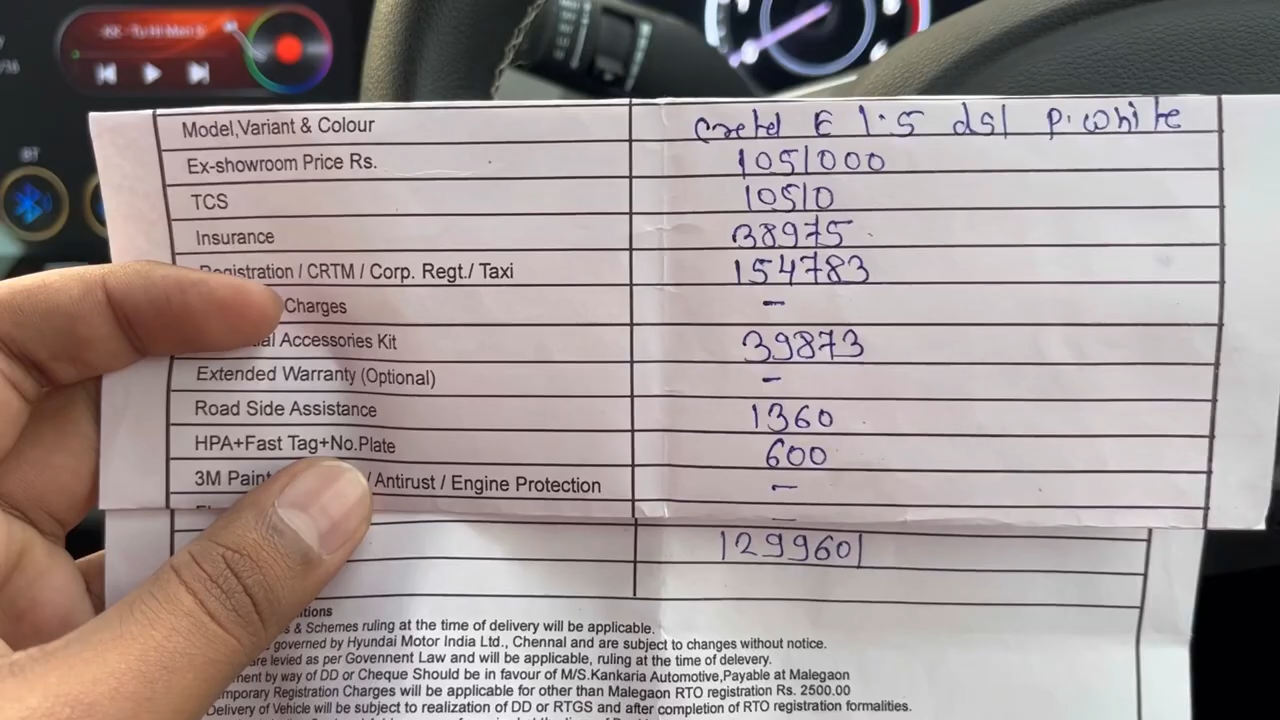 BT
Model,Variant & Colour creta E 1.5 dsl p.white
Ex-showroom Price Rs. 1051000
TCS 10510
Insurance 38975
Registration / CRTM / Corp. Regt./ Taxi 154783
Charges -
Accessories Kit 39873
Extended Warranty (Optional) -
Road Side Assistance 1360
HPA+Fast Tag+No.Plate 600
3M Paint / Antirust / Engine Protection -
1299601
& Schemes ruling at the time of delivery will be applicable.
governed by Hyundai Motor India Ltd., Chennai and are subject to changes without notice.
are levied as per Govennent Law and will be applicable, ruling at the time of delevery.
by way of DD or Cheque Should be in favour of M/S.Kankaria Automotive,Payable at Malegaon
Registration Charges will be applicable for other than Malegaon RTO registration Rs. 2500.00
Delivery of Vehicle will be subject to realization of DD or RTGS and after completion of RTO registration formalities.